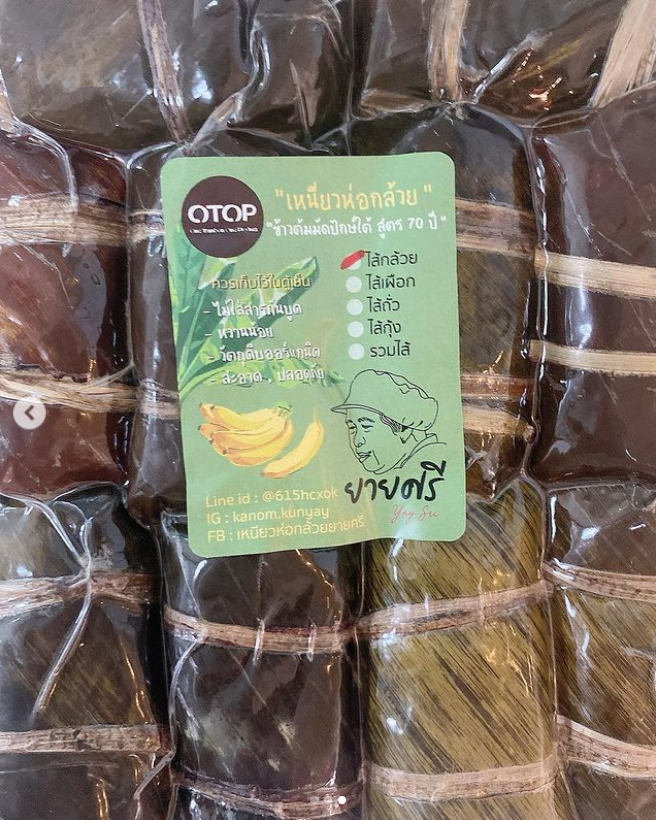 OTOP
"เหนียวห่อกล้วย"
"ข้าวต้มมัดปักษ์ใต้ สูตร 70 ปี"
ควรเก็บไว้ในตู้เย็น
- ไม่ใส่สารกันบูด
- หวานน้อย
- วัตถุดิบออร์แกนิค
- สะอาด , ปลอดภัย
ไส้กล้วย
ไส้เผือก
ไส้ถั่ว
ไส้กุ้ง
รวมไส้
ยายศรี
Yay Sri
Line id : @615hcxok
IG : kanom.kunyay
FB : เหนียวห่อกล้วยยายศรี